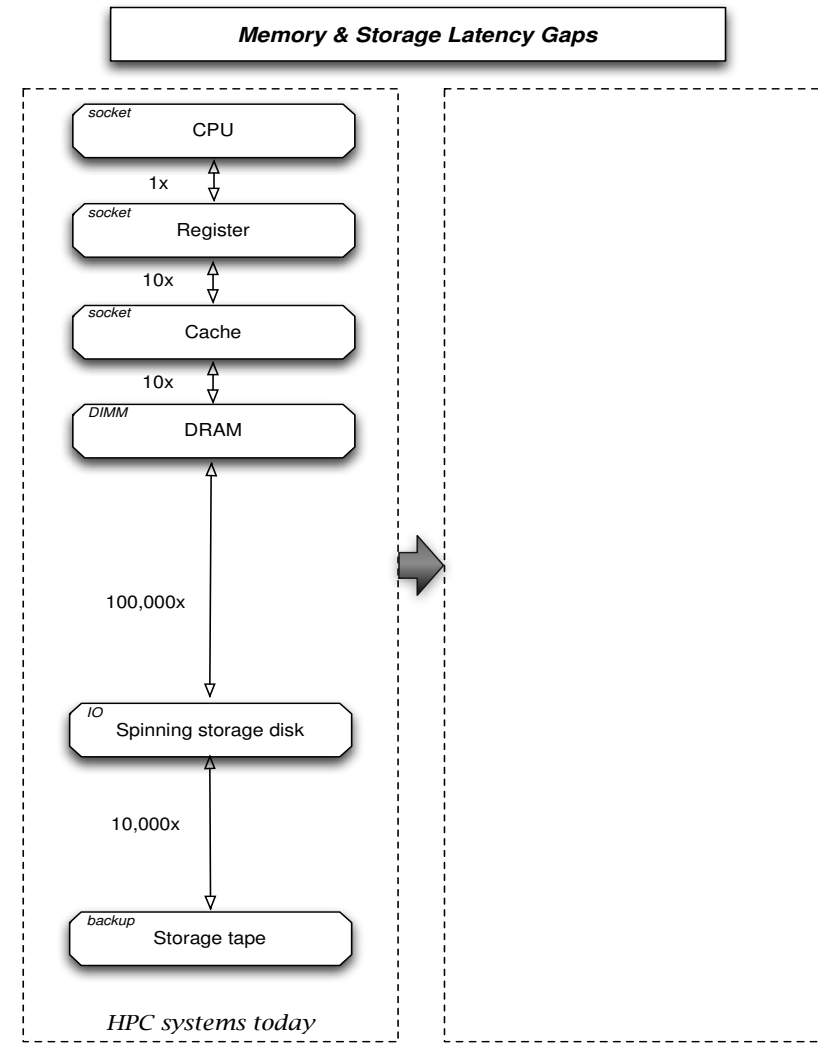 Memory & Storage Latency Gaps
socket
CPU
1x
socket
Register
10x
socket
Cache
10x
DIMM
DRAM
100,000x
IO
Spinning storage disk
10,000x
backup
Storage tape
HPC systems today